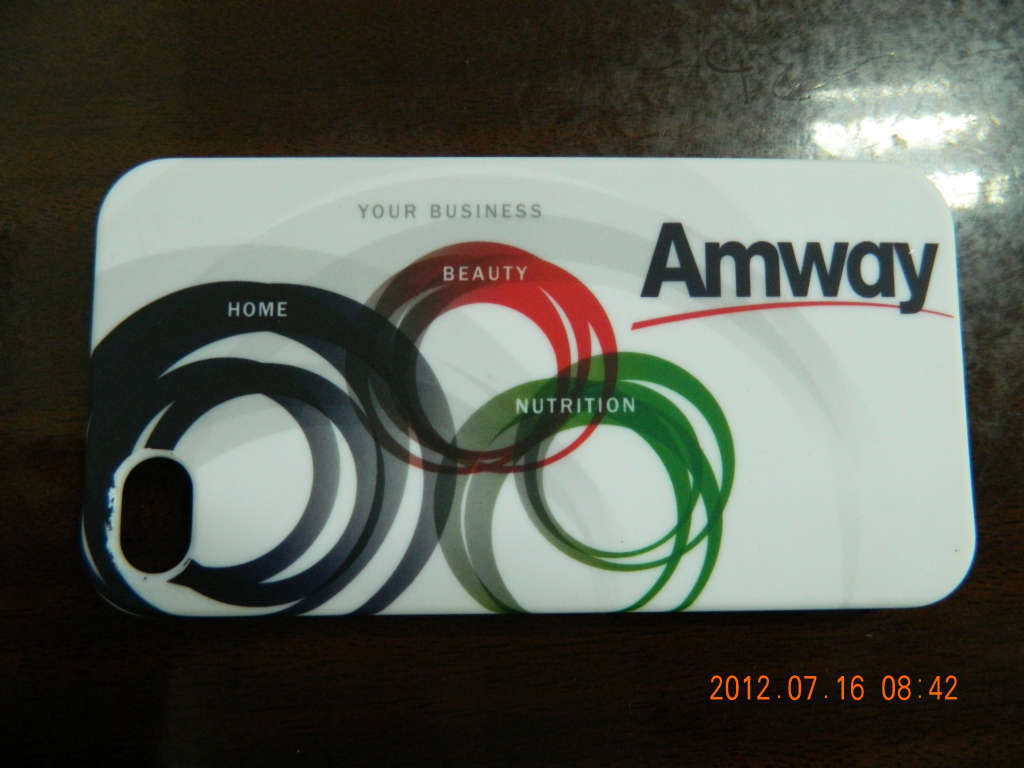 YOUR BUSINESS
BEAUTY
HOME
NUTRITION
Amway
2012.07.16 08:42